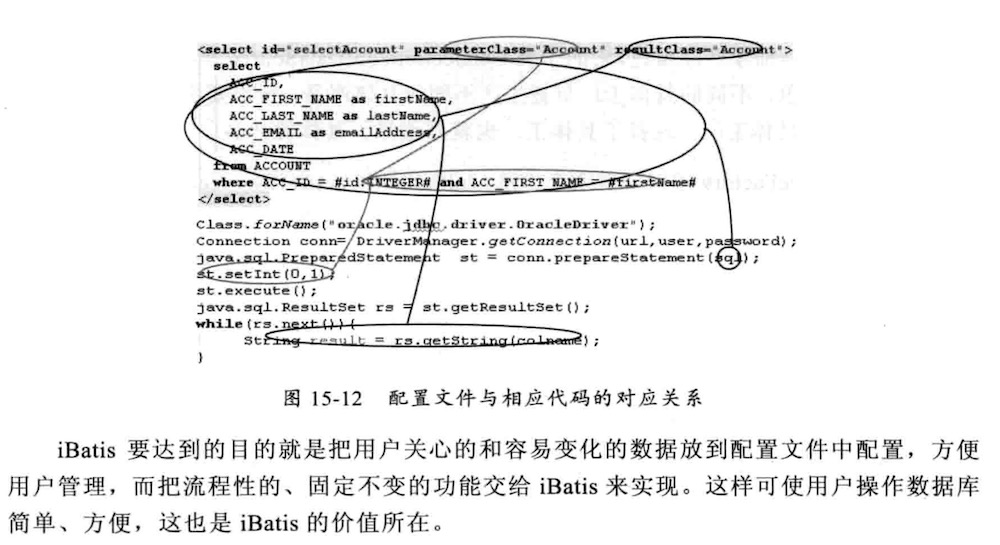 <select id="selectAccount" parameterClass="Account" resultClass="Account">
select
ACC_ID,
ACC_FIRST_NAME as firstName,
ACC_LAST_NAME as lastName,
ACC_EMAIL as emailAddress,
ACC_DATE
from ACCOUNT
where ACC_ID = #id:INTEGER# and ACC_FIRST_NAME = #firstName#
</select>
Class.forName("oracle.jdbc.driver.OracleDriver");
Connection conn= DriverManager.getConnection(url,user,password);
java.sql.PreparedStatement st = conn.prepareStatement(sql);
st.setInt(0,1);
st.execute();
java.sql.ResultSet rs = st.getResultSet();
while(rs.next()){
String result = rs.getString(colname);
}
图 15-12 配置文件与相应代码的对应关系
iBatis 要达到的目的就是把用户关心的和容易变化的数据放到配置文件中配置，方便
用户管理，而把流程性的、固定不变的功能交给 iBatis 来实现。这样可使用户操作数据库
简单、方便，这也是 iBatis 的价值所在。